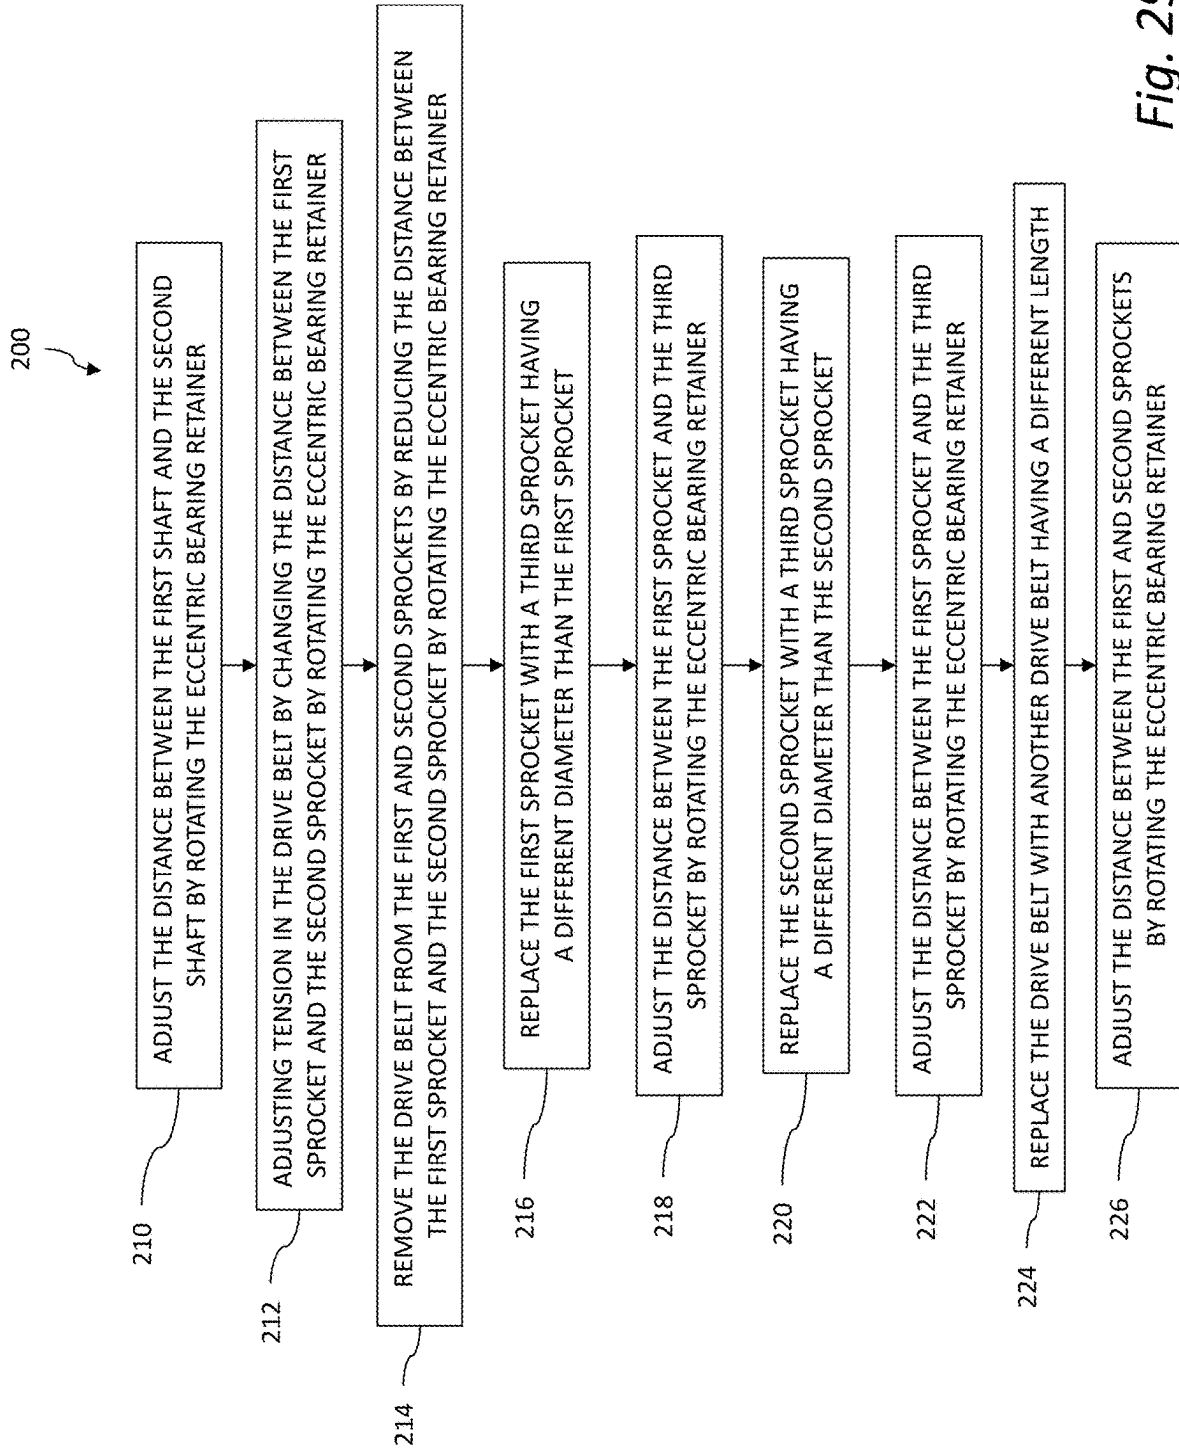 200
210
ADJUST THE DISTANCE BETWEEN THE FIRST SHAFT AND THE SECOND
SHAFT BY ROTATING THE ECCENTRIC BEARING RETAINER
212
ADJUSTING TENSION IN THE DRIVE BELT BY CHANGING THE DISTANCE BETWEEN THE FIRST
SPROCKET AND THE SECOND SPROCKET BY ROTATING THE ECCENTRIC BEARING RETAINER
214
REMOVE THE DRIVE BELT FROM THE FIRST AND SECOND SPROCKETS BY REDUCING THE DISTANCE BETWEEN
THE FIRST SPROCKET AND THE SECOND SPROCKET BY ROTATING THE ECCENTRIC BEARING RETAINER
216
REPLACE THE FIRST SPROCKET WITH A THIRD SPROCKET HAVING
A DIFFERENT DIAMETER THAN THE FIRST SPROCKET
218
ADJUST THE DISTANCE BETWEEN THE FIRST SPROCKET AND THE THIRD
SPROCKET BY ROTATING THE ECCENTRIC BEARING RETAINER
220
REPLACE THE SECOND SPROCKET WITH A THIRD SPROCKET HAVING
A DIFFERENT DIAMETER THAN THE SECOND SPROCKET
222
ADJUST THE DISTANCE BETWEEN THE FIRST SPROCKET AND THE THIRD
SPROCKET BY ROTATING THE ECCENTRIC BEARING RETAINER
224
REPLACE THE DRIVE BELT WITH ANOTHER DRIVE BELT HAVING A DIFFERENT LENGTH
226
ADJUST THE DISTANCE BETWEEN THE FIRST AND SECOND SPROCKETS
BY ROTATING THE ECCENTRIC BEARING RETAINER
Fig. 29